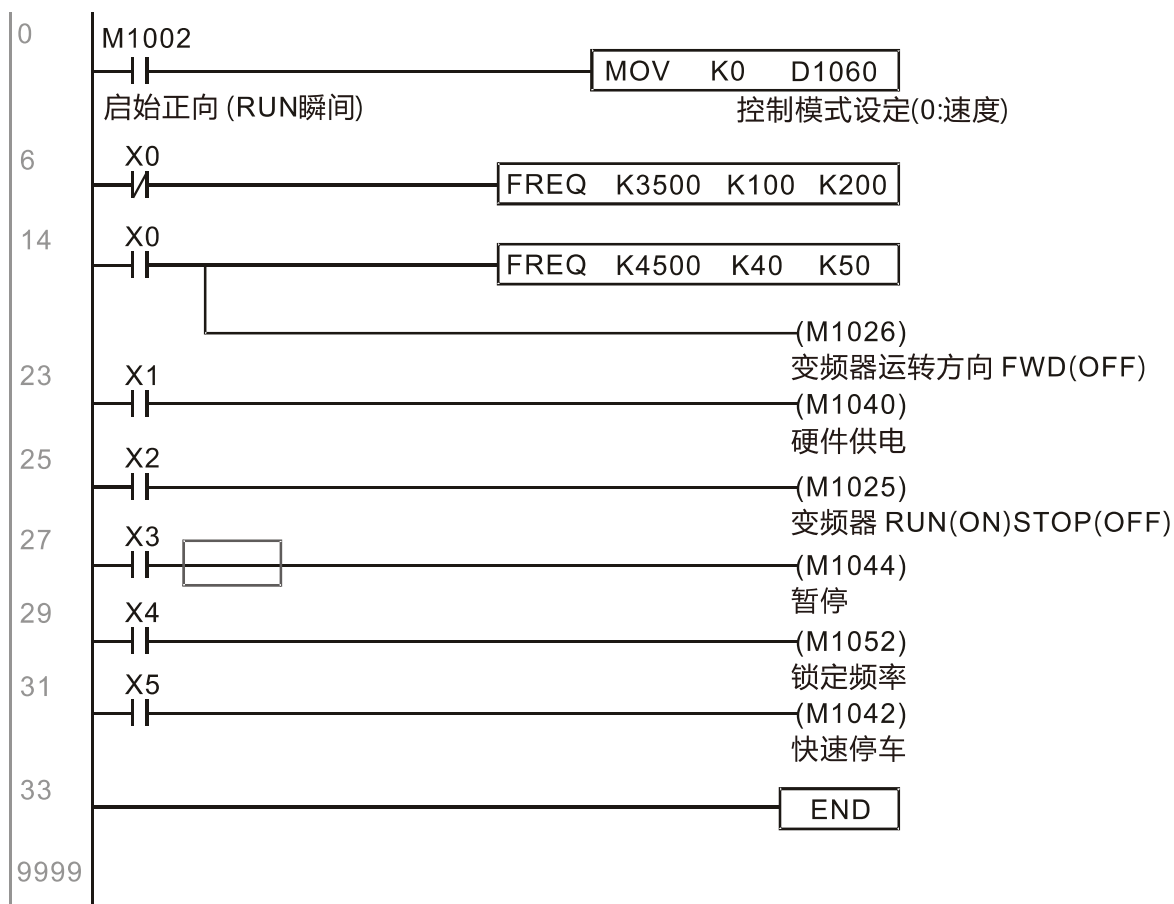 0
M1002
MOV K0 D1060
启始正向 (RUN瞬间)
控制模式设定(0:速度)
6
X0
FREQ K3500 K100 K200
14
X0
FREQ K4500 K40 K50
(M1026)
变频器运转方向 FWD(OFF)
23
X1
(M1040)
硬件供电
25
X2
(M1025)
变频器 RUN(ON)STOP(OFF)
27
X3
(M1044)
暂停
29
X4
(M1052)
锁定频率
31
X5
(M1042)
快速停车
33
END
9999